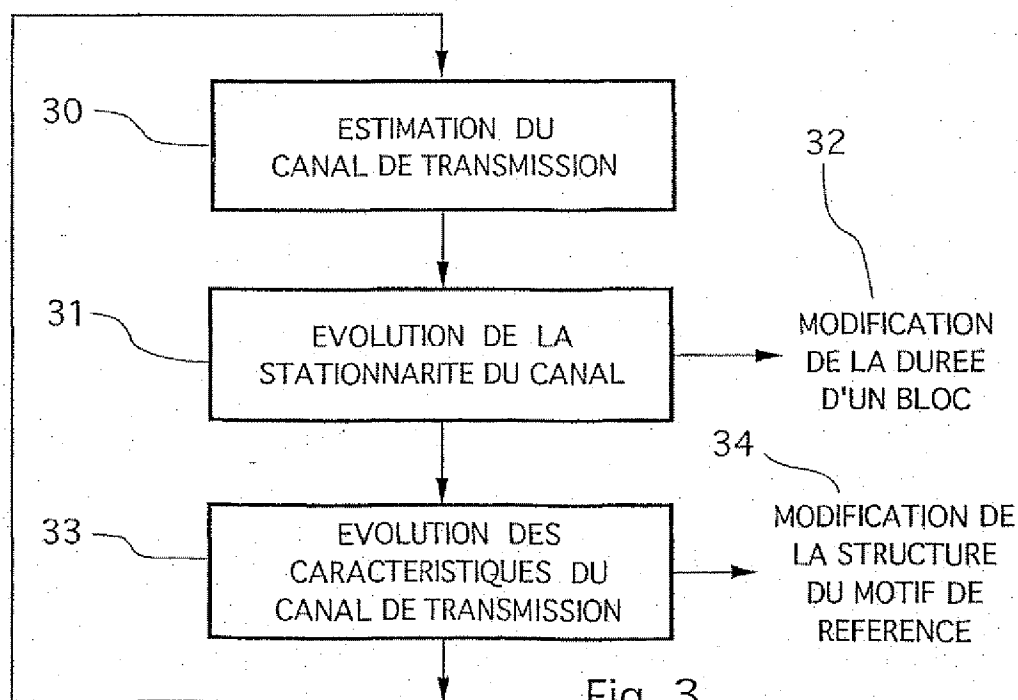 30
ESTIMATION DU
CANAL DE TRANSMISSION
32
31
EVOLUTION DE LA
STATIONNARITE DU CANAL
MODIFICATION
DE LA DUREE
D'UN BLOC
34
33
EVOLUTION DES
CARACTERISTIQUES DU
CANAL DE TRANSMISSION
MODIFICATION DE
LA STRUCTURE
DU MOTIF DE
REFERENCE
Fig. 3